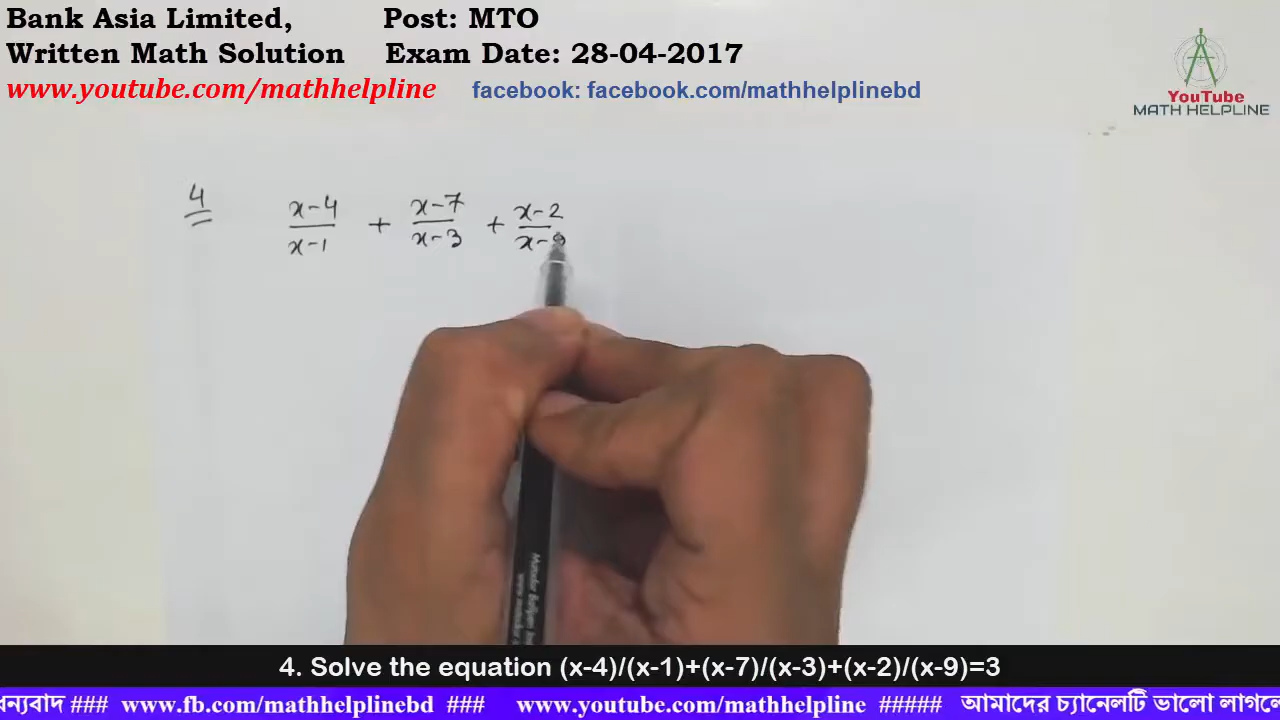 Bank Asia Limited, Post: MTO
Written Math Solution Exam Date: 28-04-2017
www.youtube.com/mathhelpline facebook: facebook.com/mathhelplinebd
YouTube
MATH HELPLINE
4 x-4/x-1 + x-7/x-3 + x-2/x-9
4. Solve the equation (x-4)/(x-1)+(x-7)/(x-3)+(x-2)/(x-9)=3
ধন্যবাদ ### www.fb.com/mathhelplinebd ### www.youtube.com/mathhelpline ##### আমাদের চ্যানেলটি ভালো লাগলে